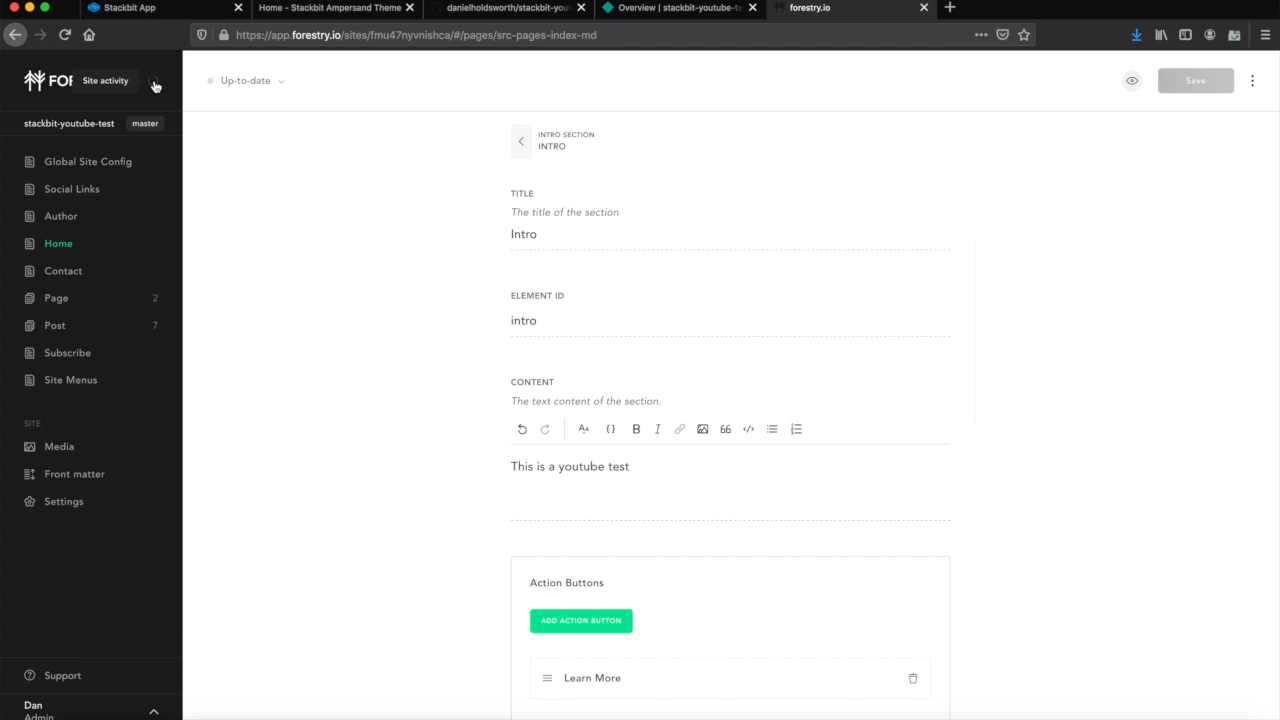 Stackbit App
Home - Stackbit Ampersand Theme
danielholdsworth/stackbit-yout
Overview | stackbit-youtube-te
forestry.io
https://app.forestry.io/sites/fmu47nyvnishca/#/pages/src-pages-index-md
FO
Site activity
Up-to-date
Save
stackbit-youtube-test
master
Global Site Config
Social Links
Author
Home
Contact
Page 2
Post 7
Subscribe
Site Menus
SITE
Media
Front matter
Settings
Support
Dan
Admin
INTRO SECTION
INTRO
TITLE
The title of the section
Intro
ELEMENT ID
intro
CONTENT
The text content of the section.
This is a youtube test
Action Buttons
ADD ACTION BUTTON
Learn More